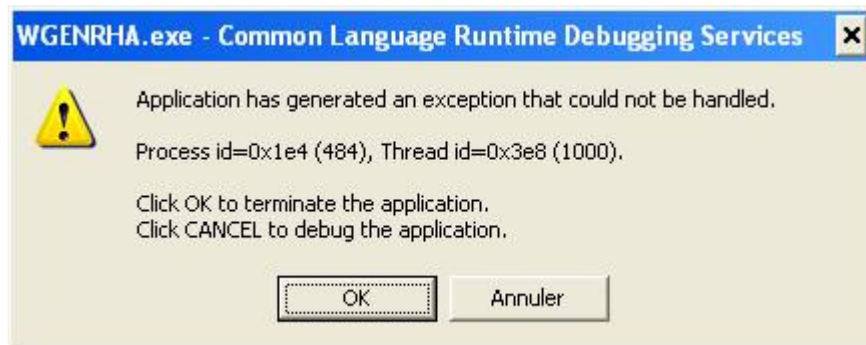 WGENRHA.exe - Common Language Runtime Debugging Services
Application has generated an exception that could not be handled.
Process id=0x1e4 (484), Thread id=0x3e8 (1000).
Click OK to terminate the application.
Click CANCEL to debug the application.
OK Annuler